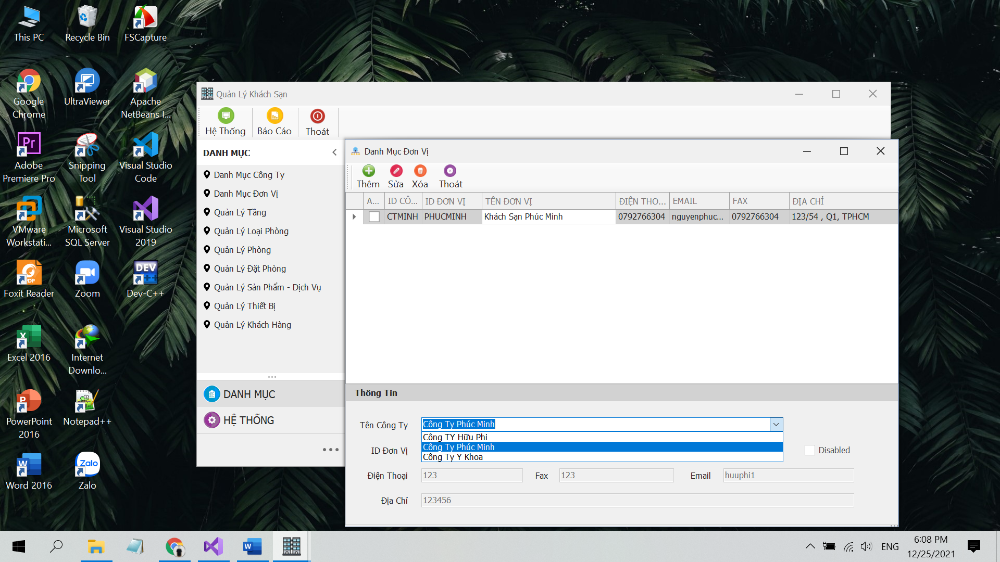 This PC
Recycle Bin
FSCapture
Google
Chrome
UltraViewer
Apache
NetBeans I...
Adobe
Premiere Pro
Snipping
Tool
Visual Studio
Code
VMware
Workstati...
Microsoft
SQL Server
Visual Studio
2019
Foxit Reader
Zoom
Dev-C++
Excel 2016
Internet
Downlo...
PowerPoint
2016
Notepad++
Word 2016
Zalo
Quản Lý Khách Sạn
Hệ Thống
Báo Cáo
Thoát
DANH MỤC
Danh Mục Công Ty
Danh Mục Đơn Vị
Quản Lý Tầng
Quản Lý Loại Phòng
Quản Lý Phòng
Quản Lý Đặt Phòng
Quản Lý Sản Phẩm - Dịch Vụ
Quản Lý Thiết Bị
Quản Lý Khách Hàng
DANH MỤC
HỆ THỐNG
Danh Mục Đơn Vị
Thêm
Sửa
Xóa
Thoát
A... ID CÔ... ID ĐƠN VỊ TÊN ĐƠN VỊ ĐIỆN THO... EMAIL FAX ĐỊA CHỈ
CTMINH PHUCMINH Khách Sạn Phúc Minh 0792766304 nguyenphuc... 0792766304 123/54 , Q1, TPHCM
Thông Tin
Tên Công Ty Công Ty Phúc Minh
Công TY Hữu Phi
Công Ty Phúc Minh
Công Ty Y Khoa
ID Đơn Vị
Disabled
Điện Thoại 123 Fax 123 Email huuphi1
Địa Chỉ 123456
ENG
6:08 PM
12/25/2021